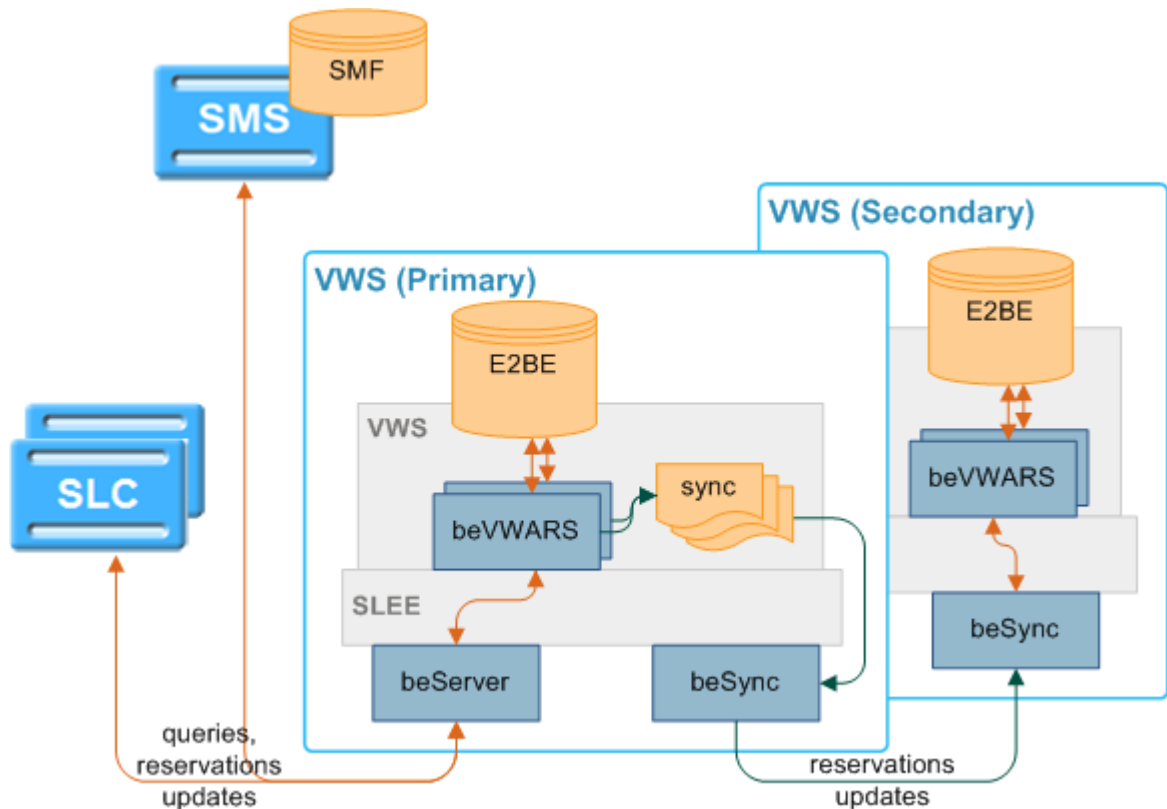 SMF
SMS
VWS (Secondary)
E2BE
VWS (Primary)
E2BE
VWS
sync
beVWARS
beVWARS
SLC
SLEE
beSync
beServer
beSync
queries,
reservations
updates
reservations
updates